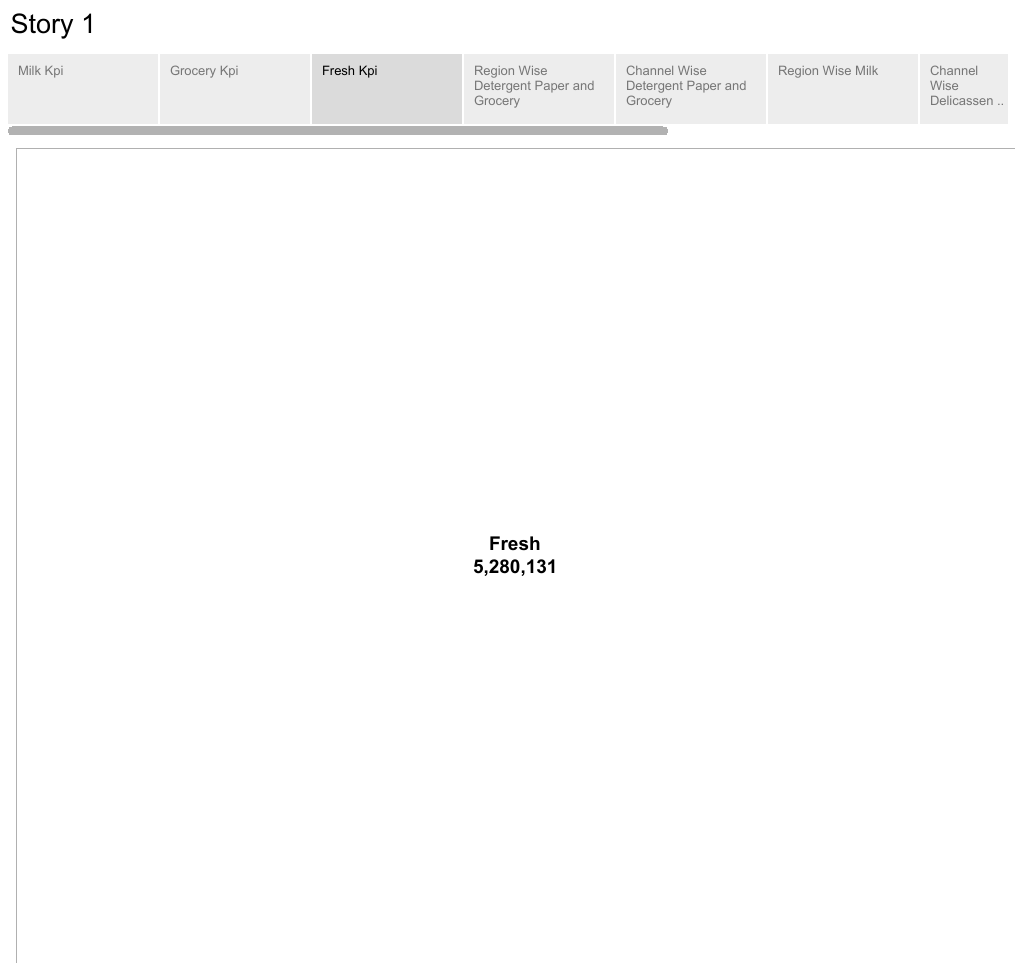 Story 1
Milk Kpi
Grocery Kpi
Fresh Kpi
Region Wise
Detergent Paper and
Grocery
Channel Wise
Detergent Paper and
Grocery
Region Wise Milk
Channel
Wise
Delicassen ..
Fresh
5,280,131